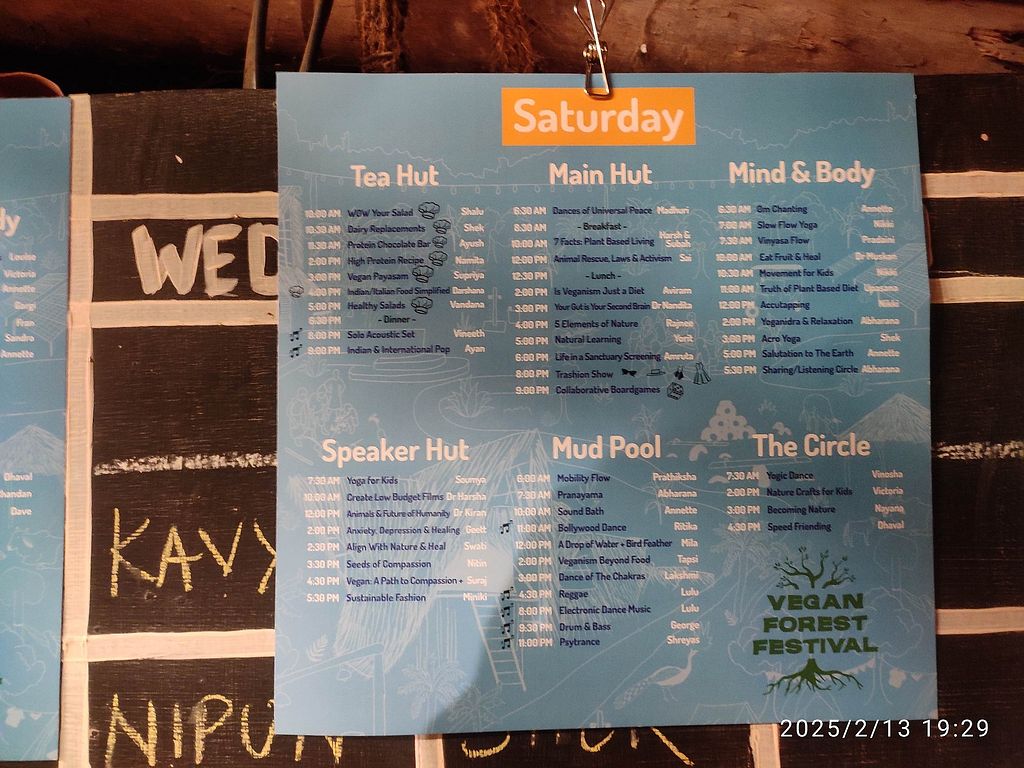 Saturday
Tea Hut
10:00 AM WOW Your Salad Shalu
10:30 AM Dairy Replacements Shek
11:30 AM Protein Chocolate Bar Ayush
2:00 PM High Protein Recipe Namita
3:00 PM Vegan Payasam Supriya
4:00 PM Indian/Italian Food Simplified Darshana
5:00 PM Healthy Salads Vandana
6:30 PM - Dinner -
8:00 PM Solo Acoustic Set Vineeth
9:00 PM Indian & International Pop Ayan
Main Hut
6:30 AM Dances of Universal Peace Madhuri
8:30 AM - Breakfast -
10:00 AM 7 Facts: Plant Based Living Harsh & Subah
12:00 PM Animal Rescue, Laws & Activism Sai
12:30 PM - Lunch -
2:00 PM Is Veganism Just a Diet Aviram
3:00 PM Your Gut is Your Second Brain Dr Nandita
4:00 PM 5 Elements of Nature Rajnee
5:00 PM Natural Learning Yorit
6:00 PM Life in a Sanctuary Screening Amruta
8:00 PM Trashion Show
9:00 PM Collaborative Boardgames
Mind & Body
6:30 AM Om Chanting Annette
7:00 AM Slow Flow Yoga Nikki
7:30 AM Vinyasa Flow Pradaini
10:00 AM Eat Fruit & Heal Dr Muskan
10:30 AM Movement for Kids Nikki
11:00 AM Truth of Plant Based Diet Upasana
12:00 PM Accutapping Nikki
2:00 PM Yoganidra & Relaxation Abharana
3:00 PM Acro Yoga Shek
5:00 PM Salutation to The Earth Annette
5:30 PM Sharing/Listening Circle Abharana
Speaker Hut
7:30 AM Yoga for Kids Soumya
10:00 AM Create Low Budget Films Dr Harsha
12:00 PM Animals & Future of Humanity Dr Kiran
2:00 PM Anxiety, Depression & Healing Geett
2:30 PM Align With Nature & Heal Swati
3:30 PM Seeds of Compassion Nitin
4:30 PM Vegan: A Path to Compassion + Suraj
5:30 PM Sustainable Fashion Miniki
Mud Pool
6:00 AM Mobility Flow Prathiksha
7:30 AM Pranayama Abharana
10:00 AM Sound Bath Annette
11:00 AM Bollywood Dance Ritika
12:00 PM A Drop of Water + Bird Feather Mila
2:00 PM Veganism Beyond Food Tapsi
3:00 PM Dance of The Chakras Lakshmi
4:30 PM Reggae Lulu
8:00 PM Electronic Dance Music Lulu
9:30 PM Drum & Bass George
11:00 PM Psytrance Shreyas
The Circle
7:30 AM Yogic Dance Vinosha
2:00 PM Nature Crafts for Kids Victoria
3:00 PM Becoming Nature Nayana
4:30 PM Speed Friending Dhaval
VEGAN
FOREST
FESTIVAL
dy
Louise
Victoria
Annette
Gorgi
Fran
Sandra
Annette
Dhaval
handan
Dave
WED
KAVY
NIPUN
2025/2/13 19:29